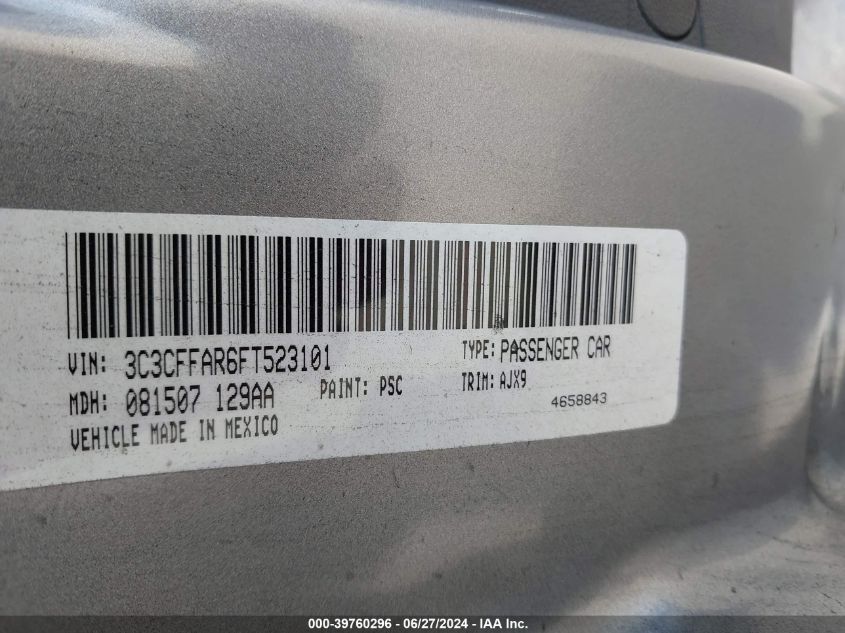 VIN: 3C3CFFAR6FT523101 TYPE: PASSENGER CAR
MDH: 081507 129AA PAINT: PSC TRIM: AJX9
VEHICLE MADE IN MEXICO 4658843
000-39760296 - 06/27/2024 - IAA Inc.